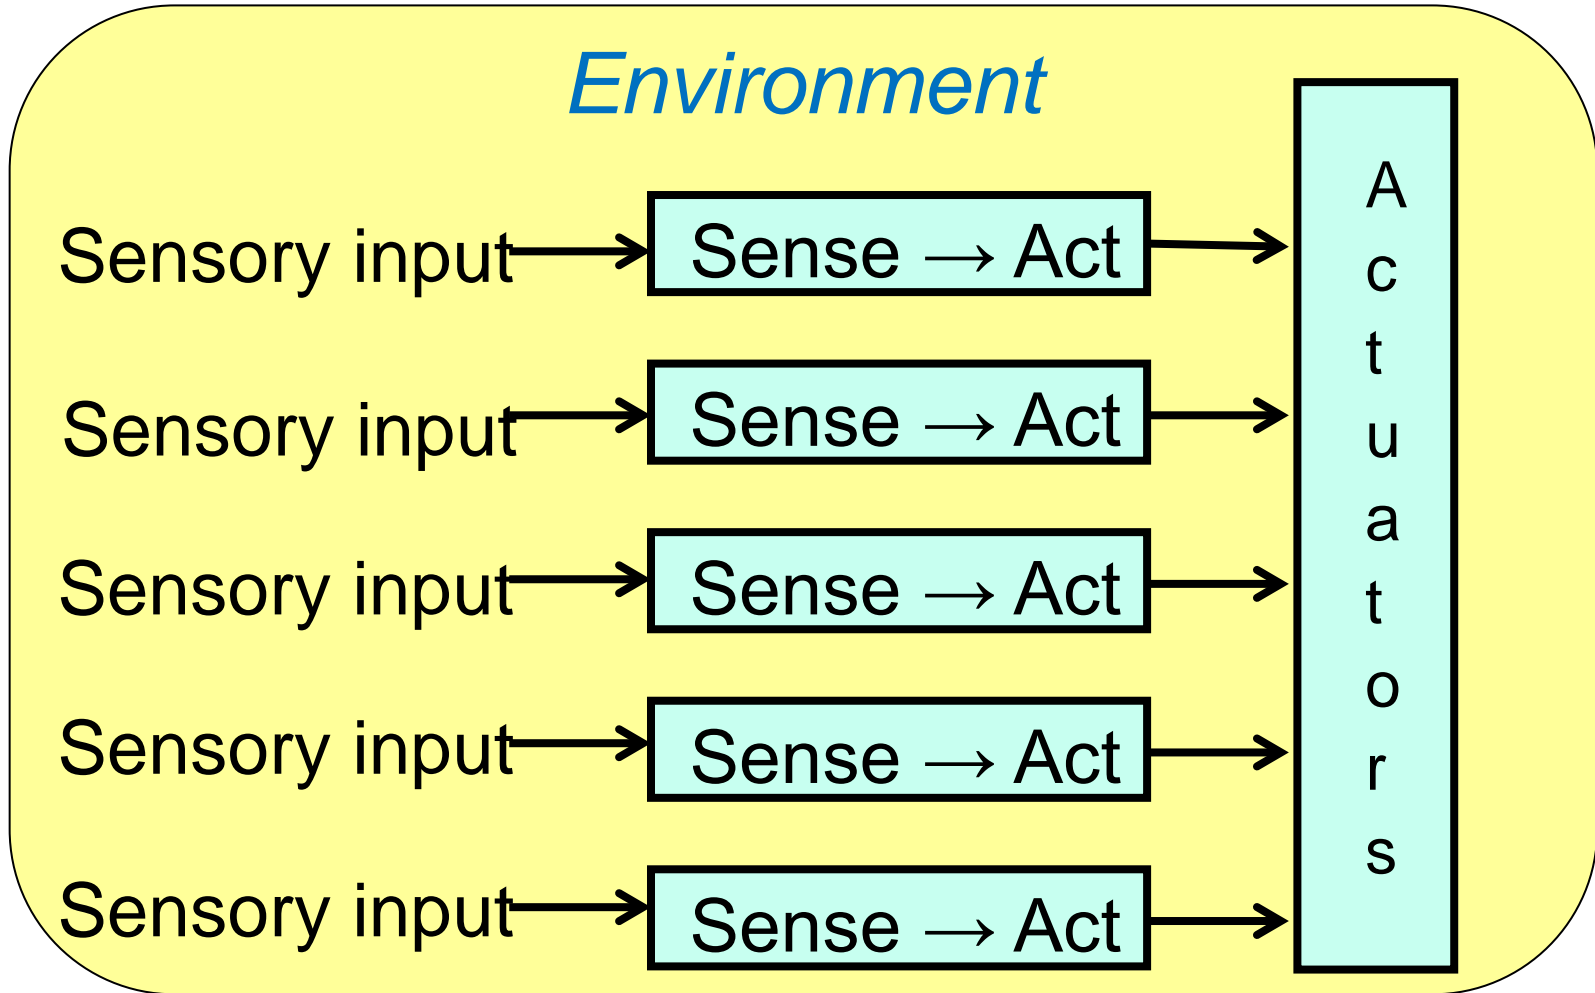 Environment
Sensory input
Sense → Act
Sensory input
Sense → Act
Sensory input
Sense → Act
Sensory input
Sense → Act
Sensory input
Sense → Act
A
c
t
u
a
t
o
r
s